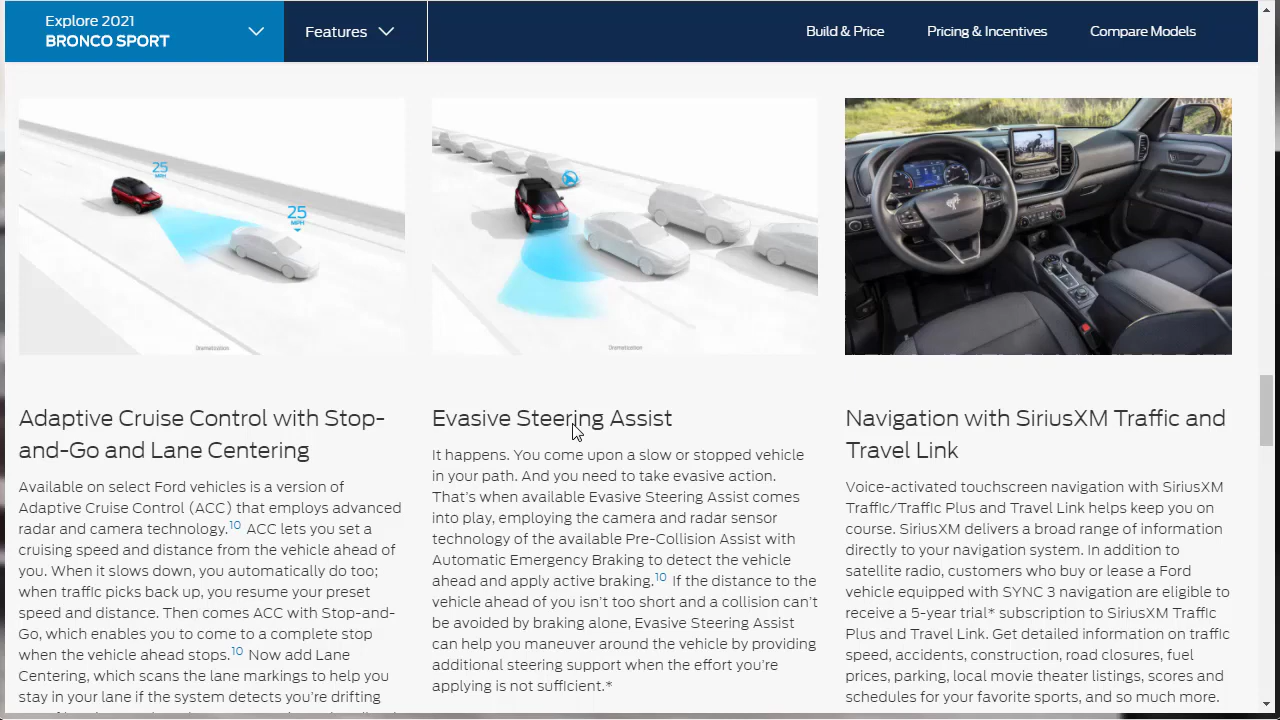 Explore 2021
BRONCO SPORT
Features
Build & Price
Pricing & Incentives
Compare Models
25
MPH
25
MPH
Dramatization
Dramatization
Adaptive Cruise Control with Stop-
and-Go and Lane Centering
Available on select Ford vehicles is a version of
Adaptive Cruise Control (ACC) that employs advanced
radar and camera technology.10 ACC lets you set a
cruising speed and distance from the vehicle ahead of
you. When it slows down, you automatically do too;
when traffic picks back up, you resume your preset
speed and distance. Then comes ACC with Stop-and-
Go, which enables you to come to a complete stop
when the vehicle ahead stops.10 Now add Lane
Centering, which scans the lane markings to help you
stay in your lane if the system detects you're drifting
Evasive Steering Assist
It happens. You come upon a slow or stopped vehicle
in your path. And you need to take evasive action.
That's when available Evasive Steering Assist comes
into play, employing the camera and radar sensor
technology of the available Pre-Collision Assist with
Automatic Emergency Braking to detect the vehicle
ahead and apply active braking.10 If the distance to the
vehicle ahead of you isn't too short and a collision can't
be avoided by braking alone, Evasive Steering Assist
can help you maneuver around the vehicle by providing
additional steering support when the effort you're
applying is not sufficient.*
Navigation with SiriusXM Traffic and
Travel Link
Voice-activated touchscreen navigation with SiriusXM
Traffic/Traffic Plus and Travel Link helps keep you on
course. SiriusXM delivers a broad range of information
directly to your navigation system. In addition to
satellite radio, customers who buy or lease a Ford
vehicle equipped with SYNC 3 navigation are eligible to
receive a 5-year trial* subscription to SiriusXM Traffic
Plus and Travel Link. Get detailed information on traffic
speed, accidents, construction, road closures, fuel
prices, parking, local movie theater listings, scores and
schedules for your favorite sports, and so much more.